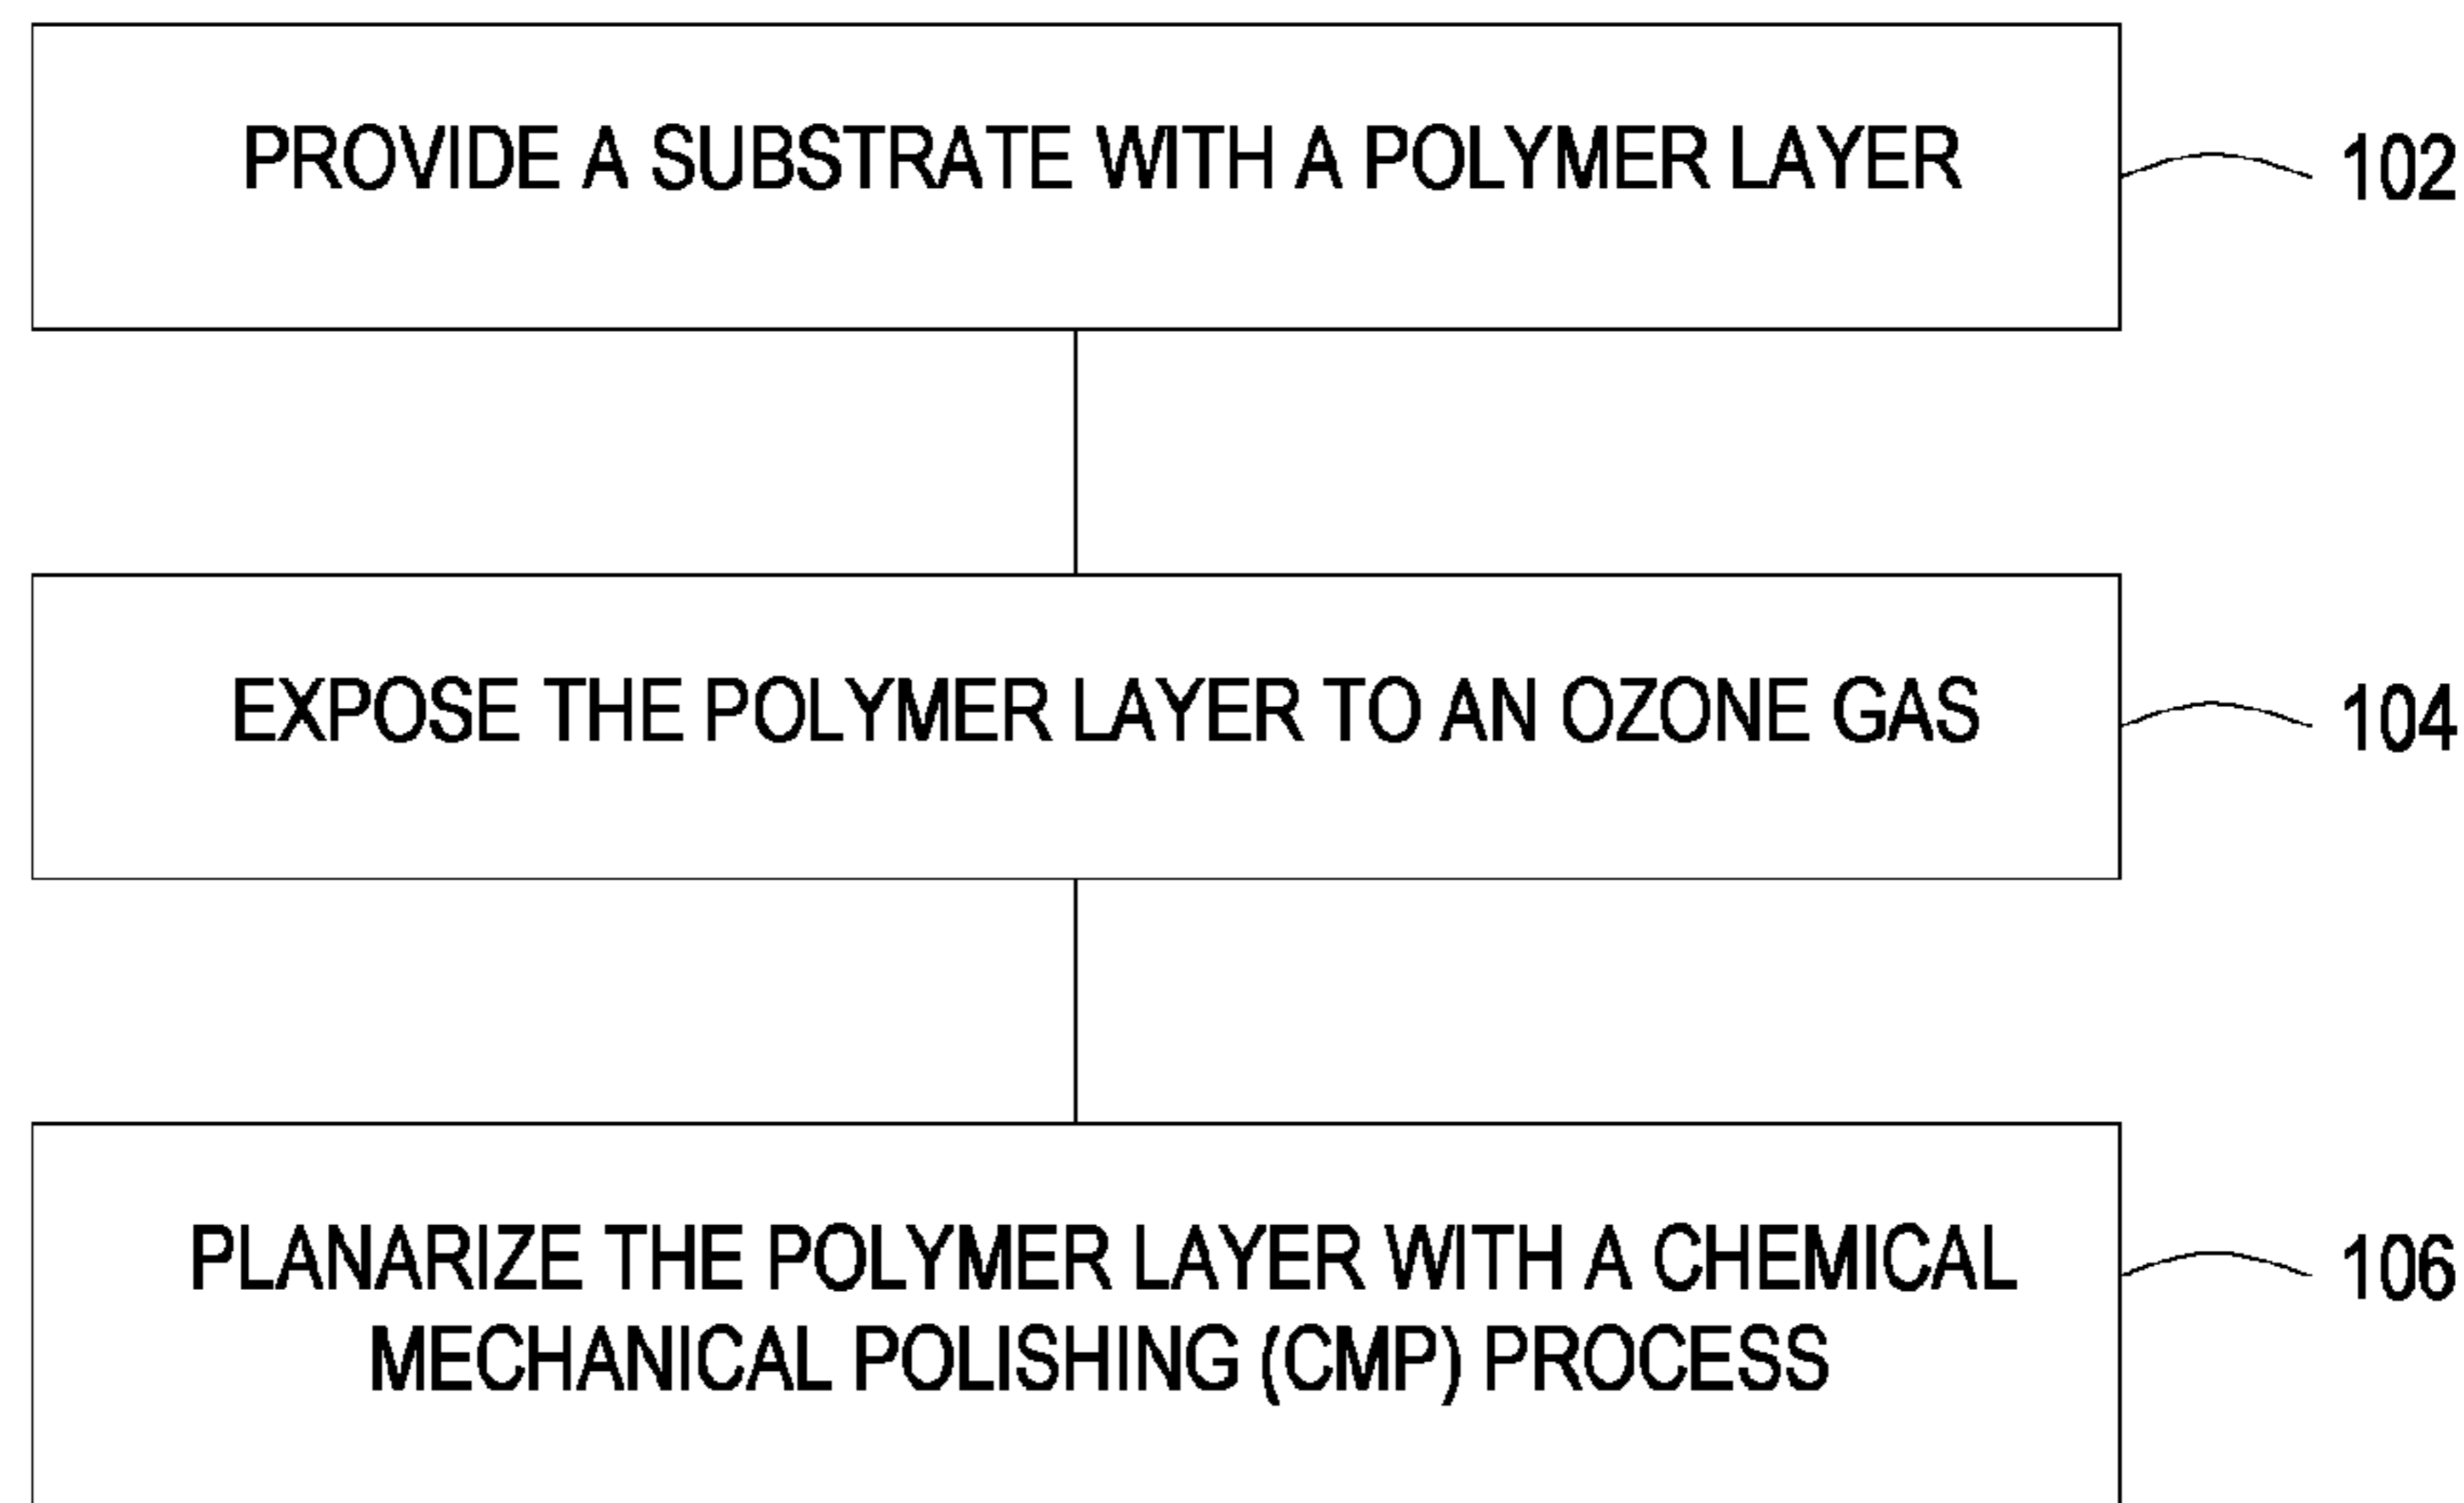 PROVIDE A SUBSTRATE WITH A POLYMER LAYER
102
EXPOSE THE POLYMER LAYER TO AN OZONE GAS
104
PLANARIZE THE POLYMER LAYER WITH A CHEMICAL
MECHANICAL POLISHING (CMP) PROCESS
106